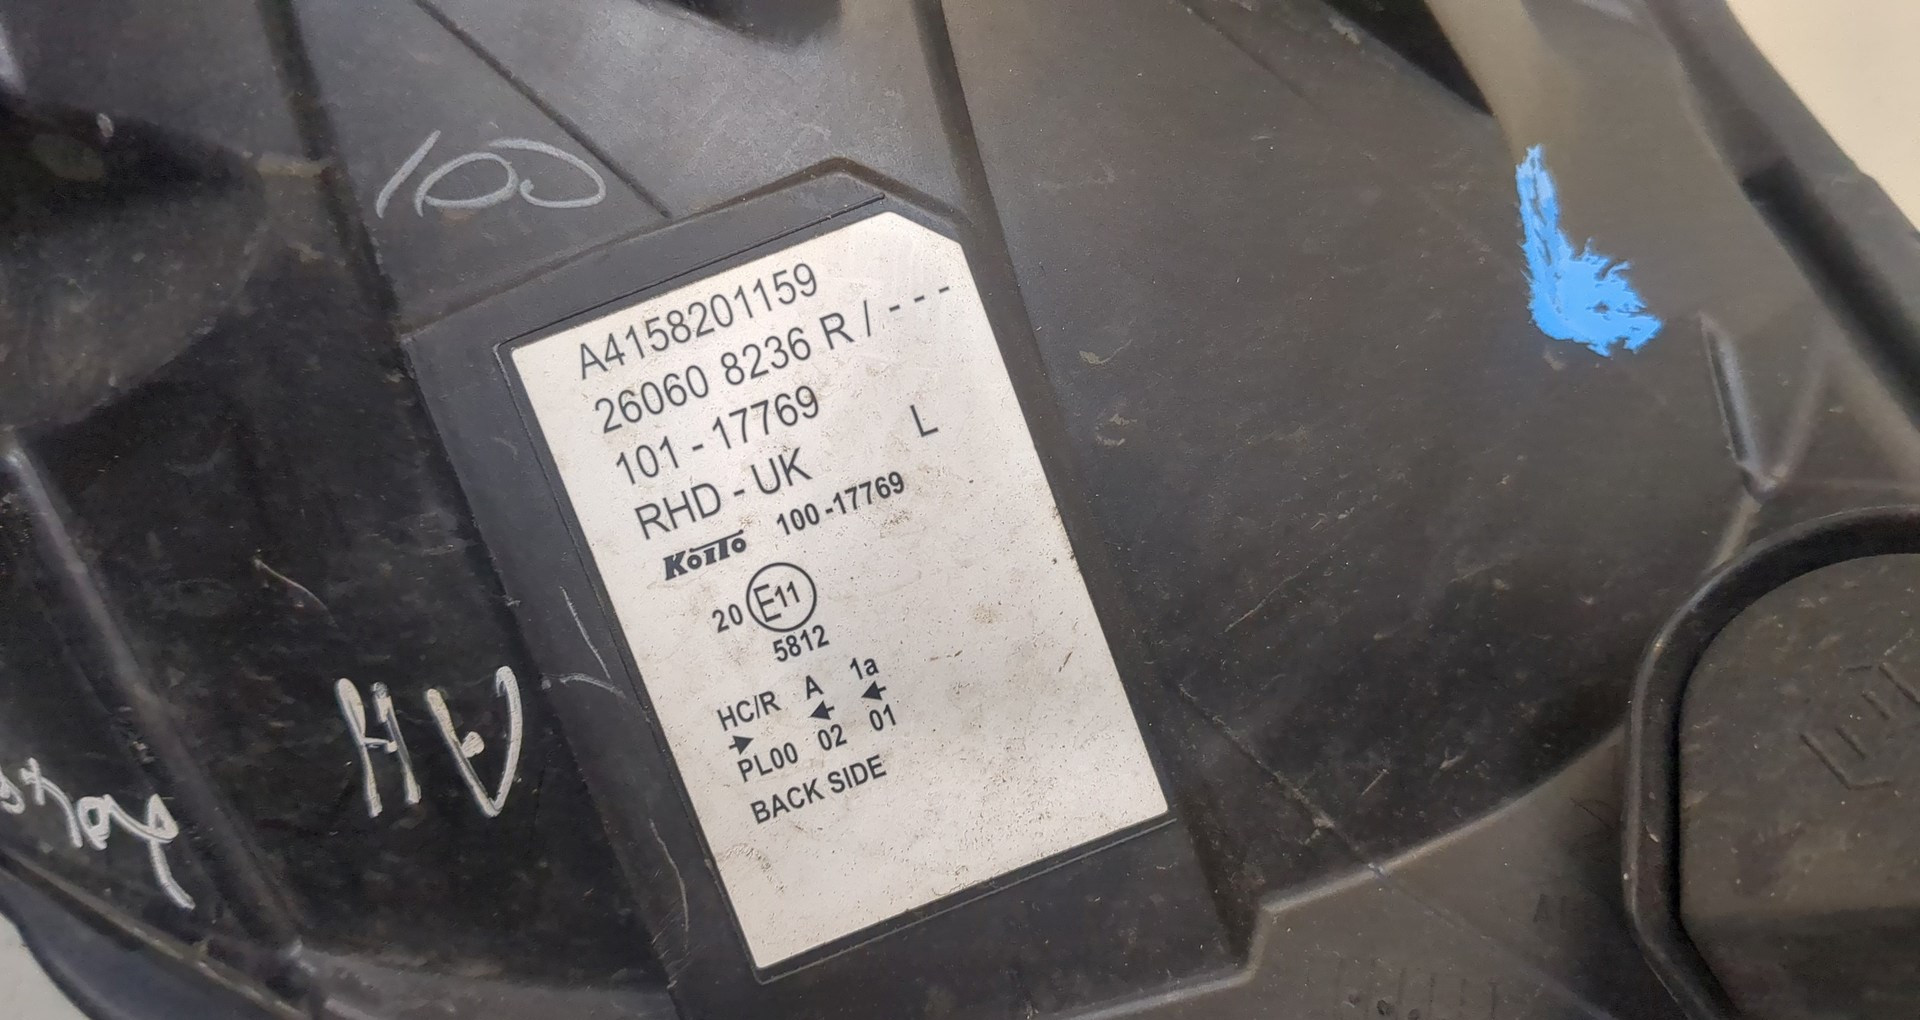 100
A4158201159
26060 8236 R / - - -
101 - 17769
RHD - UK L
KOITO 100-17769
20 E11
5812
HC/R A 1a
PL00 02 01
BACK SIDE